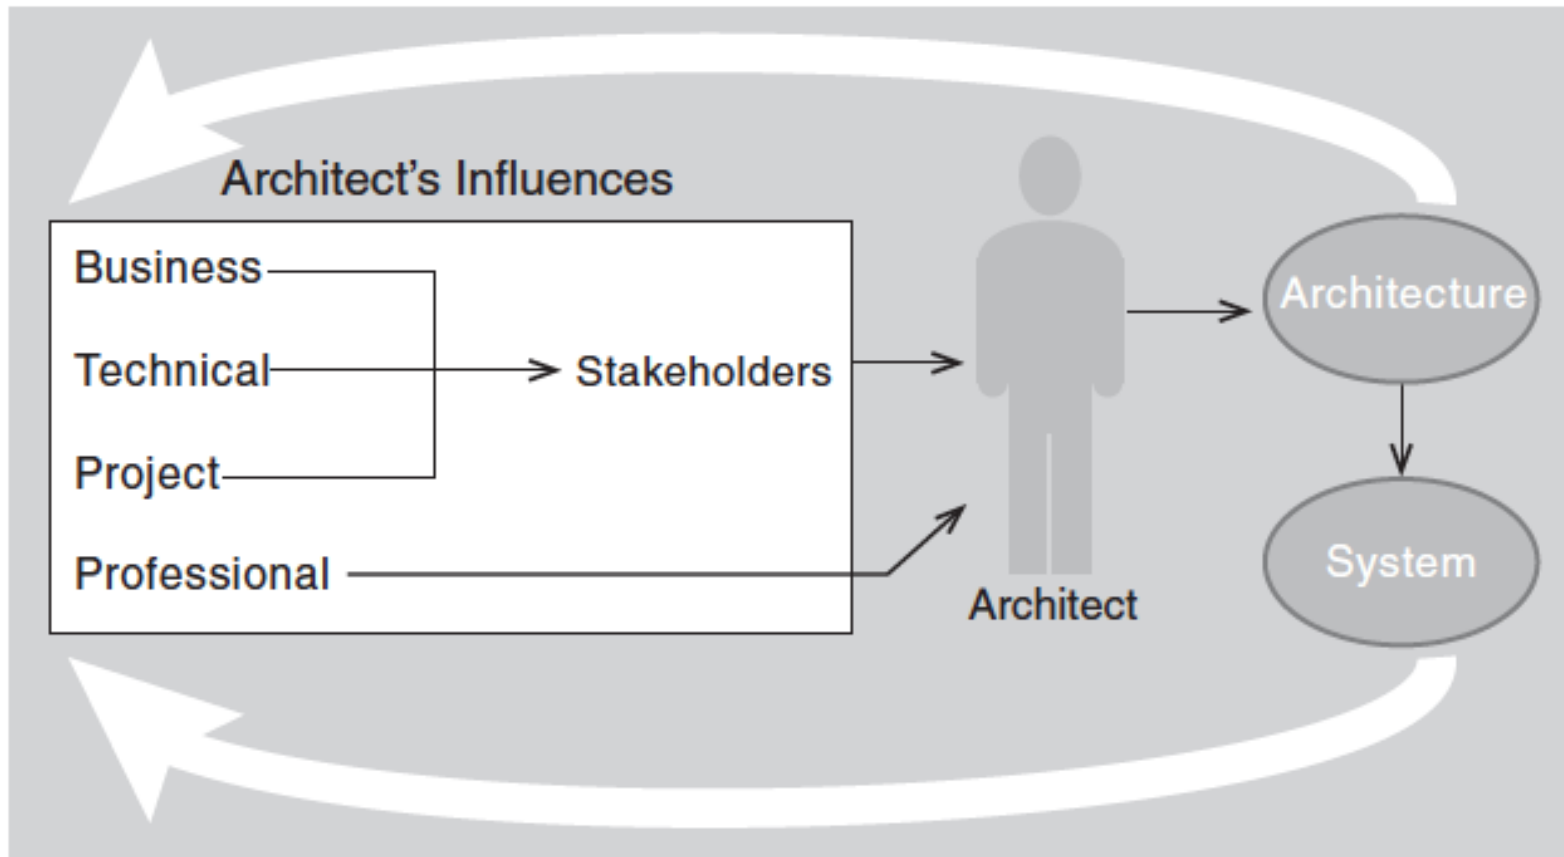 Architect’s Influences
Business
Technical
Stakeholders
Project
Professional
Architect
Architecture
System